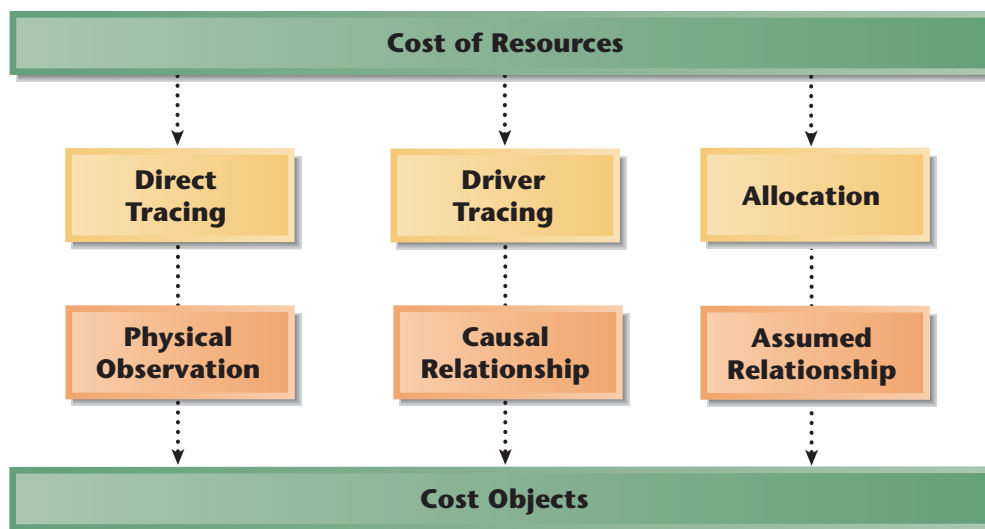 Cost of Resources
Direct
Tracing
Driver
Tracing
Allocation
Physical
Observation
Causal
Relationship
Assumed
Relationship
Cost Objects